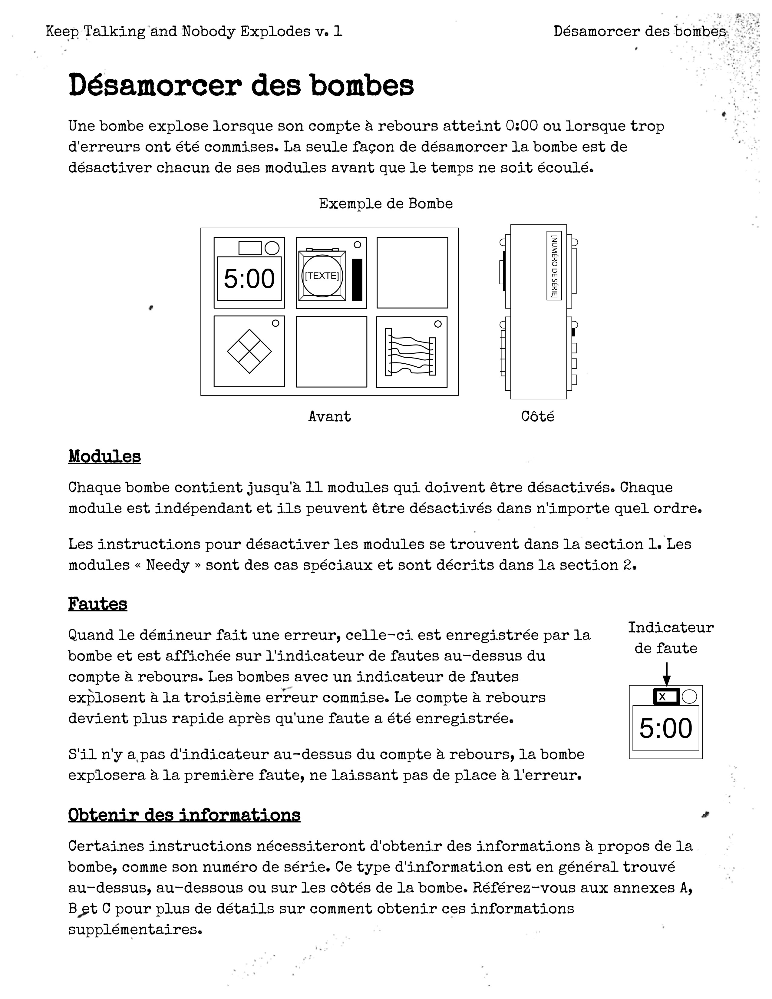 Keep Talking and Nobody Explodes v. 1
Désamorcer des bombes
Désamorcer des bombes
Une bombe explose lorsque son compte à rebours atteint 0:00 ou lorsque trop
d'erreurs ont été commises. La seule façon de désamorcer la bombe est de
désactiver chacun de ses modules avant que le temps ne soit écoulé.
Exemple de Bombe
5:00
[TEXTE]
[NUMÉRO DE SÉRIE]
Avant
Côté
Modules
Chaque bombe contient jusqu'à 11 modules qui doivent être désactivés. Chaque
module est indépendant et ils peuvent être désactivés dans n'importe quel ordre.
Les instructions pour désactiver les modules se trouvent dans la section 1. Les
modules « Needy » sont des cas spéciaux et sont décrits dans la section 2.
Fautes
Quand le démineur fait une erreur, celle-ci est enregistrée par la
bombe et est affichée sur l'indicateur de fautes au-dessus du
compte à rebours. Les bombes avec un indicateur de fautes
explosent à la troisième erreur commise. Le compte à rebours
devient plus rapide après qu'une faute a été enregistrée.
S'il n'y a pas d'indicateur au-dessus du compte à rebours, la bombe
explosera à la première faute, ne laissant pas de place à l'erreur.
Indicateur
de faute
X
5:00
Obtenir des informations
Certaines instructions nécessiteront d'obtenir des informations à propos de la
bombe, comme son numéro de série. Ce type d'information est en général trouvé
au-dessus, au-dessous ou sur les côtés de la bombe. Référez-vous aux annexes A,
B et C pour plus de détails sur comment obtenir ces informations
supplémentaires.